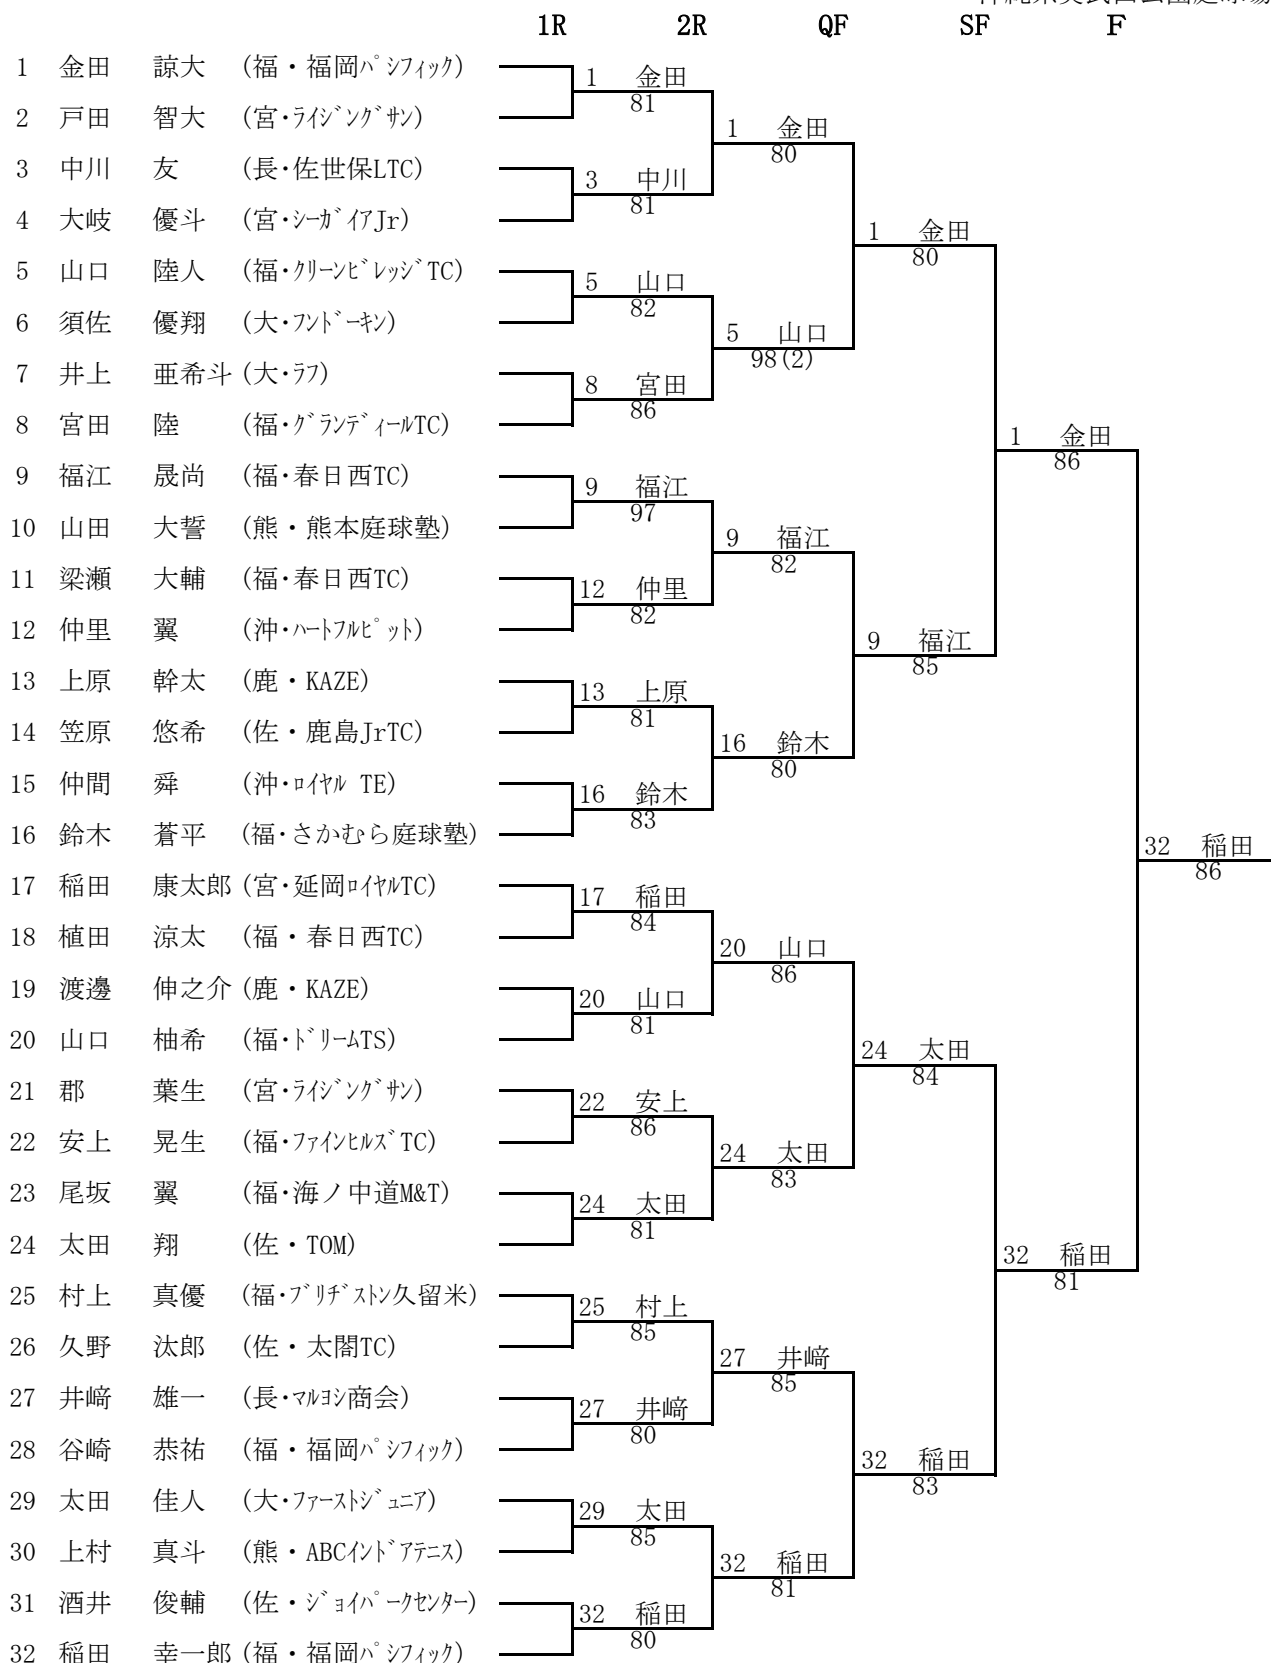 1R 2R QF SF F
1 金田 諒大 (福・福岡ﾊﾟｼﾌｨｯｸ)
1 金田
81
2 戸田 智大 (宮・ﾗｲｼﾞﾝｸﾞｻﾝ)
1 金田
80
3 中川 友 (長・佐世保LTC)
3 中川
81
4 大岐 優斗 (宮・ｼｰｶﾞｲｱJr)
1 金田
80
5 山口 陸人 (福・ｸﾘｰﾝﾋﾞﾚｯｼﾞTC)
5 山口
82
6 須佐 優翔 (大・ﾌﾝﾄﾞｰｷﾝ)
5 山口
98(2)
7 井上 亜希斗 (大・ﾗﾌ)
8 宮田
86
8 宮田 陸 (福・ｸﾞﾗﾝﾃﾞｨｰﾙTC)
1 金田
86
9 福江 晟尚 (福・春日西TC)
9 福江
97
10 山田 大誓 (熊・熊本庭球塾)
9 福江
82
11 梁瀬 大輔 (福・春日西TC)
12 仲里
82
12 仲里 翼 (沖・ﾊｰﾄﾌﾙﾋﾟｯﾄ)
9 福江
85
13 上原 幹太 (鹿・KAZE)
13 上原
81
14 笠原 悠希 (佐・鹿島JrTC)
16 鈴木
80
15 仲間 舜 (沖・ﾛｲﾔﾙ TE)
16 鈴木
83
16 鈴木 蒼平 (福・さかむら庭球塾)
32 稲田
86
17 稲田 康太郎 (宮・延岡ﾛｲﾔﾙTC)
17 稲田
84
18 植田 涼太 (福・春日西TC)
20 山口
86
19 渡邊 伸之介 (鹿・KAZE)
20 山口
81
20 山口 柚希 (福・ﾄﾞﾘｰﾑTS)
24 太田
84
21 郡 葉生 (宮・ﾗｲｼﾞﾝｸﾞｻﾝ)
22 安上
86
22 安上 晃生 (福・ﾌｧｲﾝﾋﾙｽﾞTC)
24 太田
83
23 尾坂 翼 (福・海ノ中道M&T)
24 太田
81
24 太田 翔 (佐・TOM)
32 稲田
81
25 村上 真優 (福・ﾌﾞﾘﾁﾞｽﾄﾝ久留米)
25 村上
85
26 久野 汰郎 (佐・太閤TC)
27 井﨑
85
27 井﨑 雄一 (長・ﾏﾙﾖｼ商会)
27 井﨑
80
28 谷崎 恭祐 (福・福岡ﾊﾟｼﾌｨｯｸ)
32 稲田
83
29 太田 佳人 (大・ﾌｧｰｽﾄｼﾞｭﾆｱ)
29 太田
85
30 上村 真斗 (熊・ABCｲﾝﾄﾞｱﾃﾆｽ)
32 稲田
81
31 酒井 俊輔 (佐・ｼﾞｮｲﾊﾟｰｸｾﾝﾀｰ)
32 稲田
80
32 稲田 幸一郎 (福・福岡ﾊﾟｼﾌｨｯｸ)